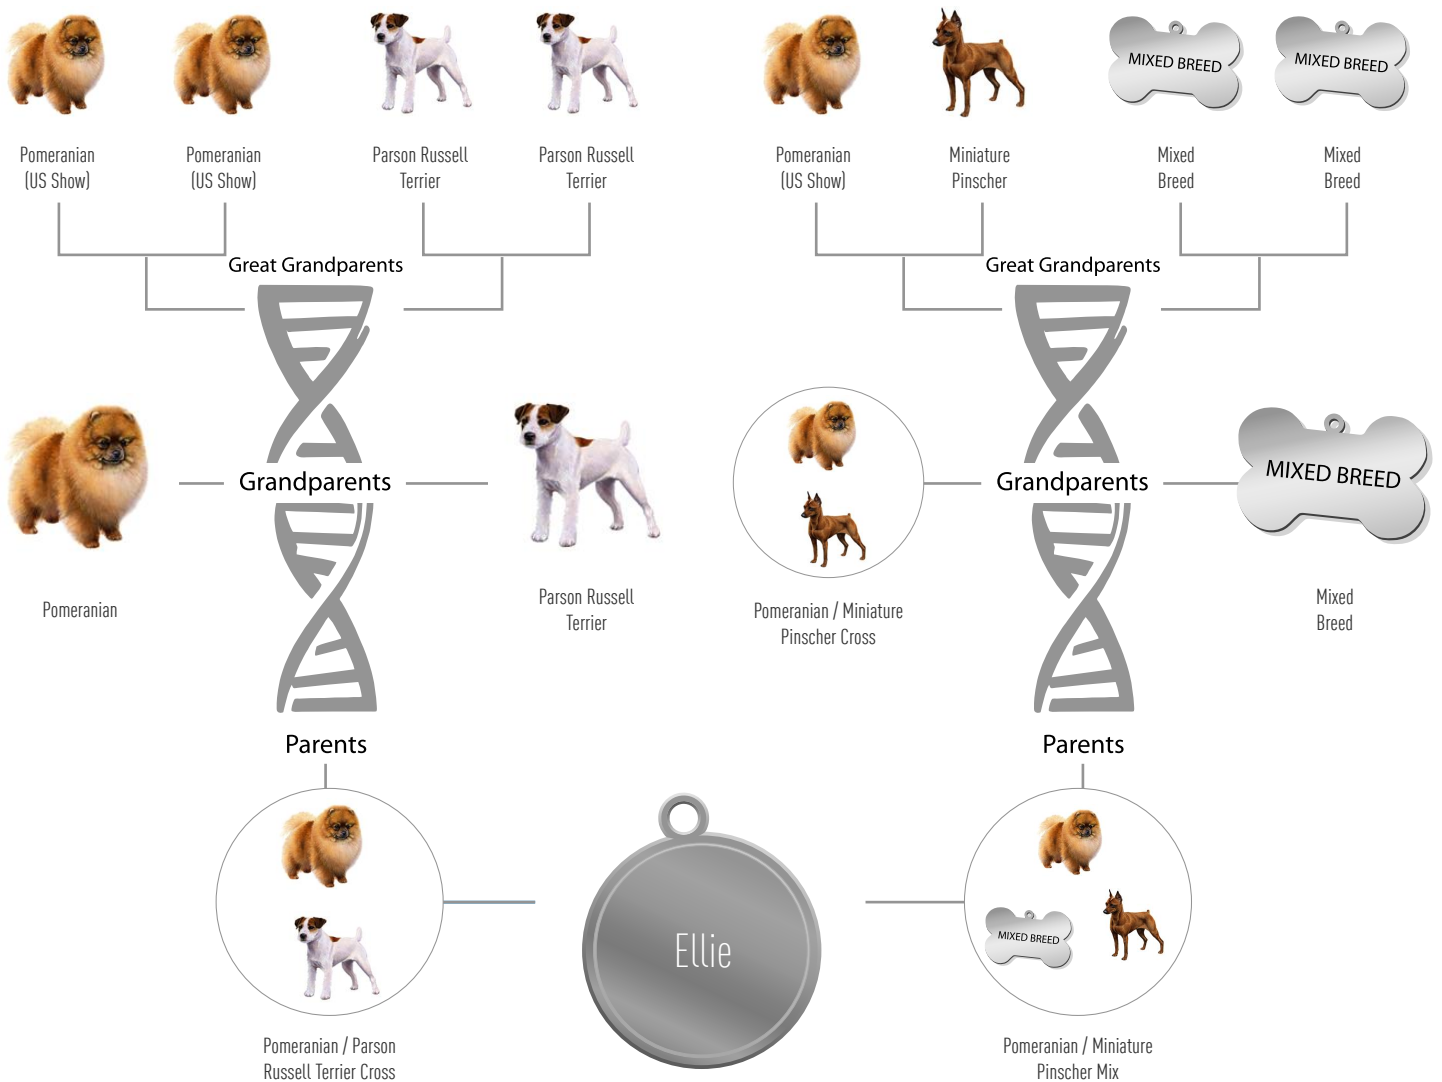 MIXED BREED
MIXED BREED
Pomeranian
(US Show)
Pomeranian
(US Show)
Parson Russell
Terrier
Parson Russell
Terrier
Pomeranian
(US Show)
Miniature
Pinscher
Mixed
Breed
Mixed
Breed
Great Grandparents
Great Grandparents
MIXED BREED
Grandparents
Grandparents
Pomeranian
Parson Russell
Terrier
Pomeranian / Miniature
Pinscher Cross
Mixed
Breed
Parents
Parents
MIXED BREED
Ellie
Pomeranian / Parson
Russell Terrier Cross
Pomeranian / Miniature
Pinscher Mix